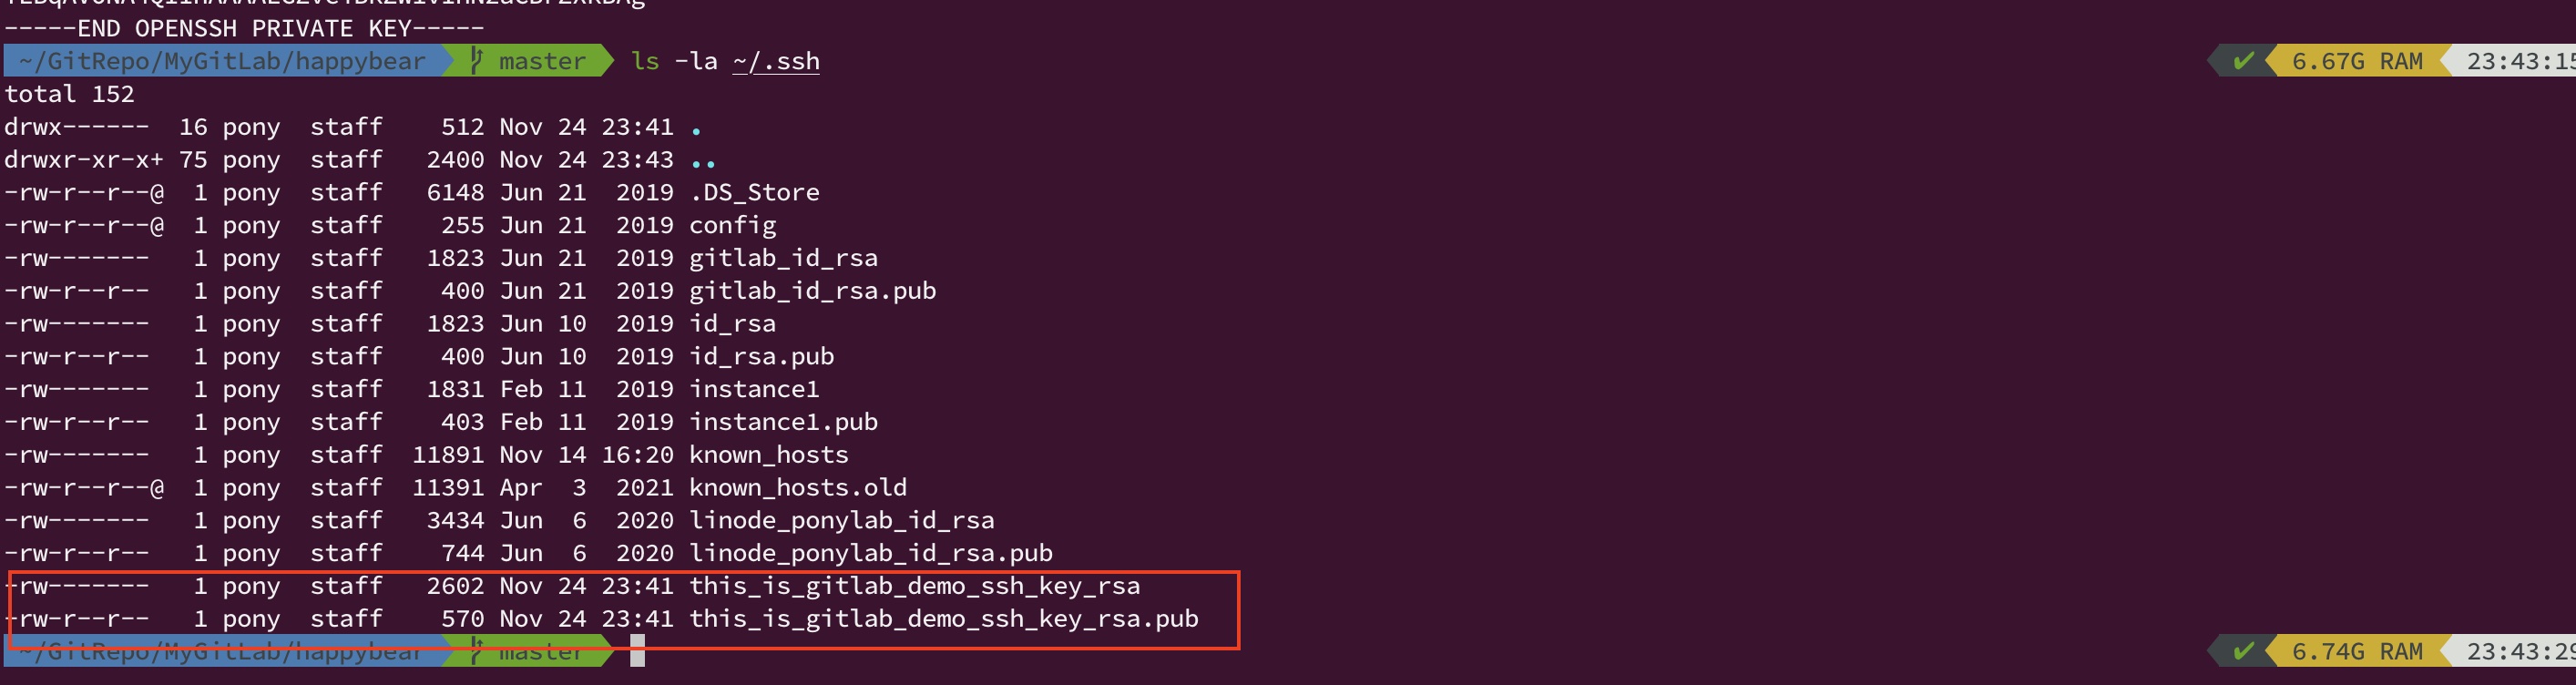 -----END OPENSSH PRIVATE KEY-----
~/GitRepo/MyGitLab/happybear master ls -la ~/.ssh ✔ 6.67G RAM 23:43:15
total 152
drwx------ 16 pony staff 512 Nov 24 23:41 .
drwxr-xr-x+ 75 pony staff 2400 Nov 24 23:43 ..
-rw-r--r--@ 1 pony staff 6148 Jun 21 2019 .DS_Store
-rw-r--r--@ 1 pony staff 255 Jun 21 2019 config
-rw------- 1 pony staff 1823 Jun 21 2019 gitlab_id_rsa
-rw-r--r-- 1 pony staff 400 Jun 21 2019 gitlab_id_rsa.pub
-rw------- 1 pony staff 1823 Jun 10 2019 id_rsa
-rw-r--r-- 1 pony staff 400 Jun 10 2019 id_rsa.pub
-rw------- 1 pony staff 1831 Feb 11 2019 instance1
-rw-r--r-- 1 pony staff 403 Feb 11 2019 instance1.pub
-rw------- 1 pony staff 11891 Nov 14 16:20 known_hosts
-rw-r--r--@ 1 pony staff 11391 Apr 3 2021 known_hosts.old
-rw------- 1 pony staff 3434 Jun 6 2020 linode_ponylab_id_rsa
-rw-r--r-- 1 pony staff 744 Jun 6 2020 linode_ponylab_id_rsa.pub
-rw------- 1 pony staff 2602 Nov 24 23:41 this_is_gitlab_demo_ssh_key_rsa
-rw-r--r-- 1 pony staff 570 Nov 24 23:41 this_is_gitlab_demo_ssh_key_rsa.pub
~/GitRepo/MyGitLab/happybear master ✔ 6.74G RAM 23:43:29